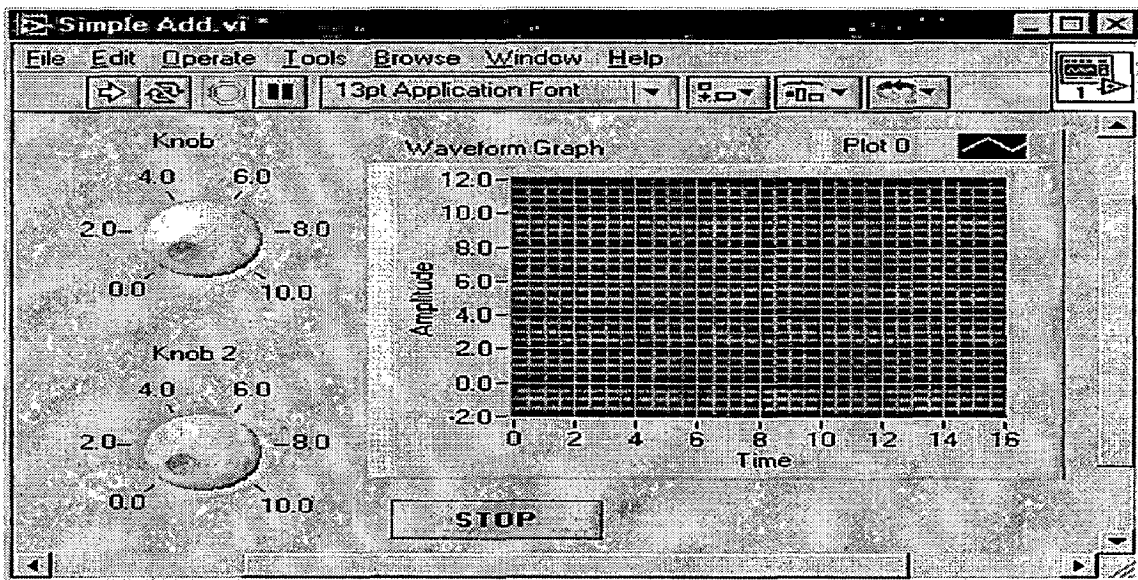 Simple Add.vi *
File Edit Operate Tools Browse Window Help
13pt Application Font
1
Knob
4.0 6.0
2.0 8.0
0.0 10.0
Waveform Graph
Plot 0
Amplitude
12.0
10.0
8.0
6.0
4.0
2.0
0.0
-2.0
0 2 4 6 8 10 12 14 16
Time
Knob 2
4.0 6.0
2.0 8.0
0.0 10.0
STOP